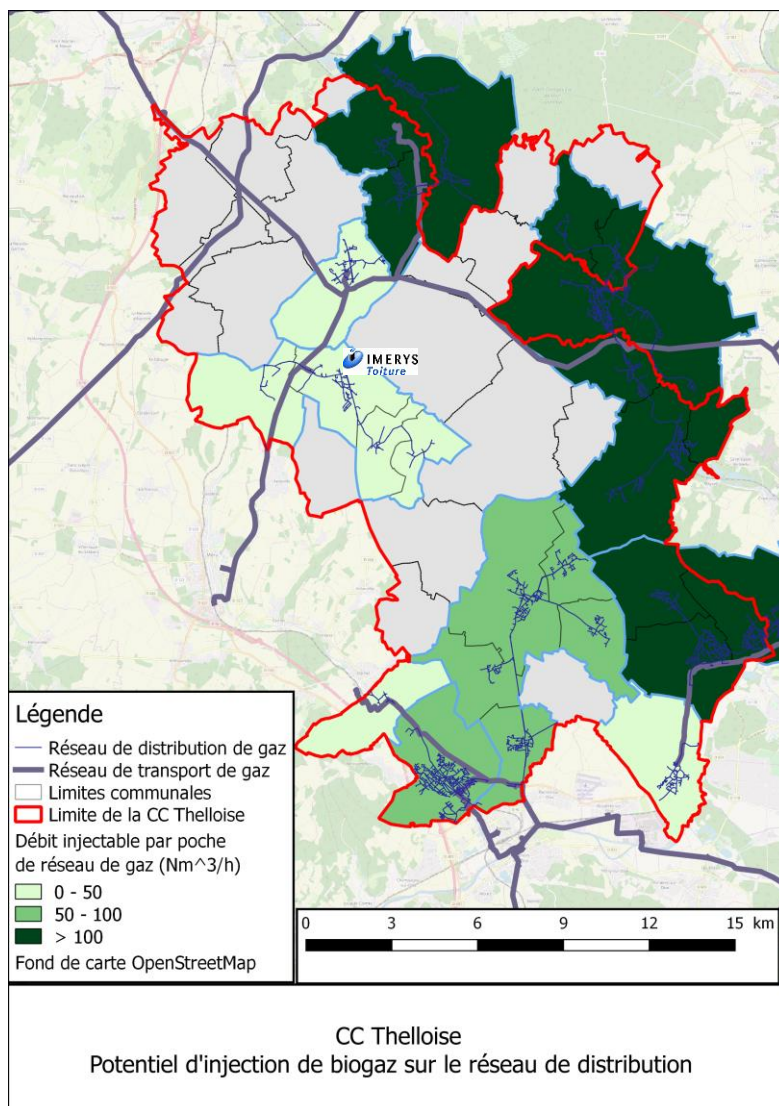 IMERYS
Toiture
Légende
Réseau de distribution de gaz
Réseau de transport de gaz
Limites communales
Limite de la CC Thelloise
Débit injectable par poche
de réseau de gaz (Nm^3/h)
0 - 50
50 - 100
> 100
Fond de carte OpenStreetMap
0 3 6 9 12 15 km
CC Thelloise
Potentiel d'injection de biogaz sur le réseau de distribution